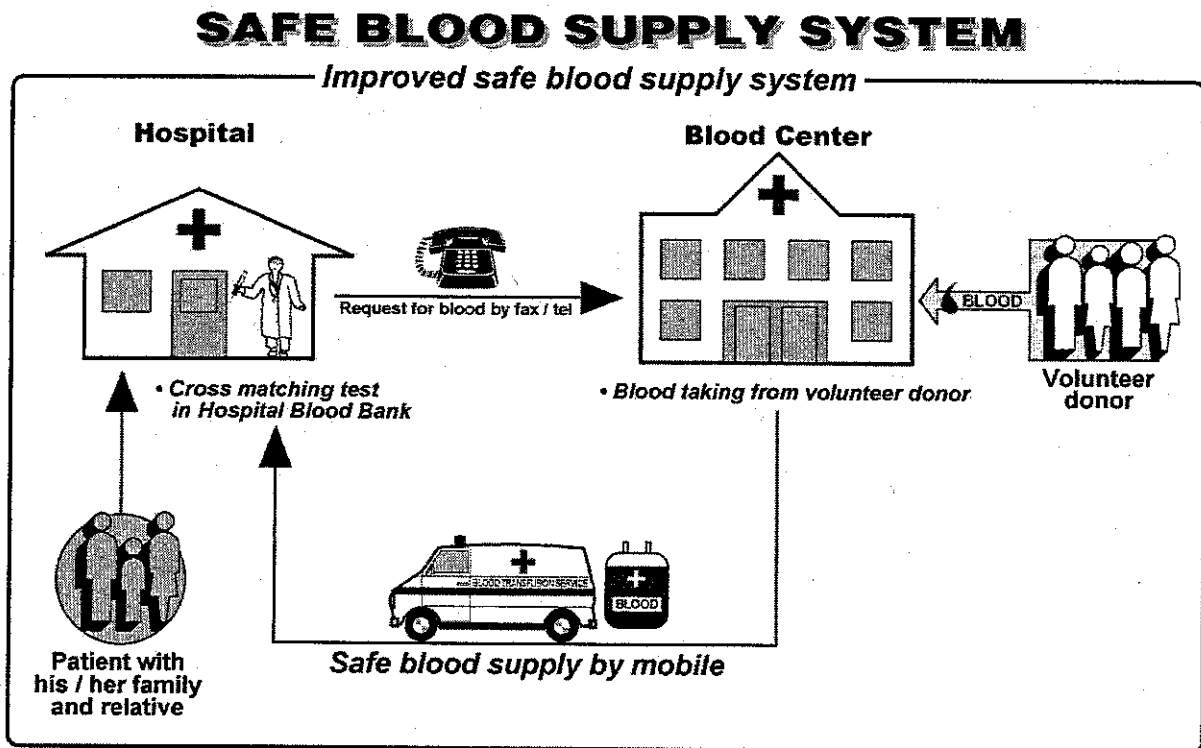 SAFE BLOOD SUPPLY SYSTEM
Improved safe blood supply system
Hospital
Blood Center
Request for blood by fax / tel
BLOOD
• Cross matching test
in Hospital Blood Bank
• Blood taking from volunteer donor
Volunteer
donor
BLOOD TRANSFUSION SERVICE
BLOOD
Safe blood supply by mobile
Patient with
his / her family
and relative